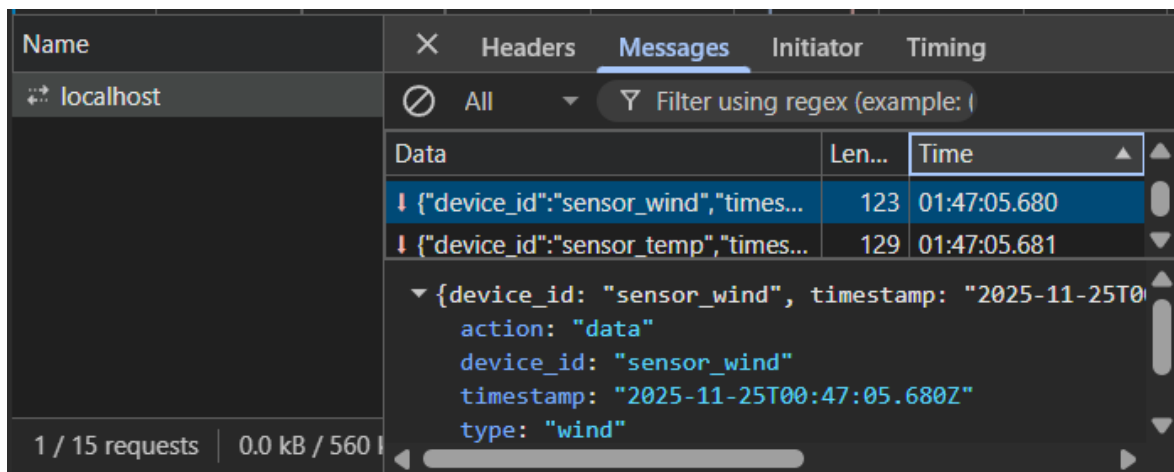 Name
localhost
1 / 15 requests 0.0 kB / 560
Headers Messages Initiator Timing
All Filter using regex (example: (
Data Len... Time
{"device_id":"sensor_wind","times... 123 01:47:05.680
{"device_id":"sensor_temp","times... 129 01:47:05.681
{device_id: "sensor_wind", timestamp: "2025-11-25T0
action: "data"
device_id: "sensor_wind"
timestamp: "2025-11-25T00:47:05.680Z"
type: "wind"